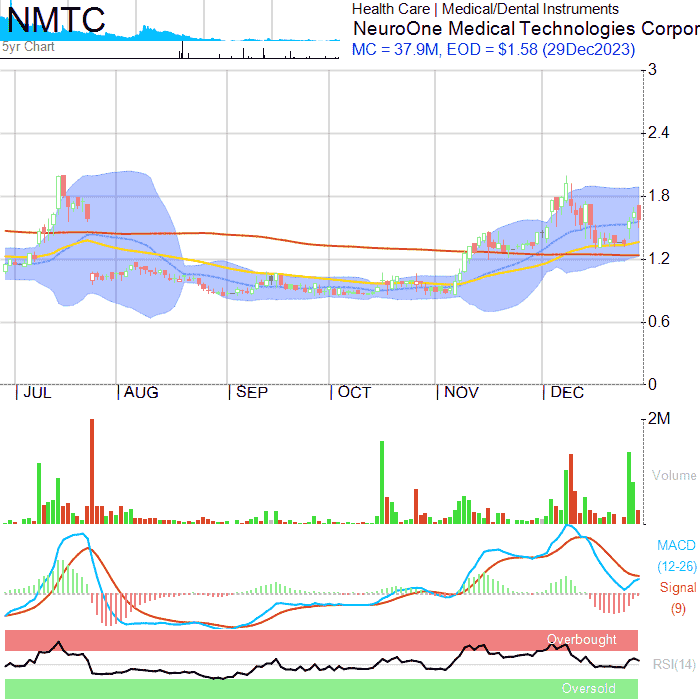 NMTC
5yr Chart
Health Care | Medical/Dental Instruments
NeuroOne Medical Technologies Corpor
MC = 37.9M, EOD = $1.58 (29Dec2023)
3
2.4
1.8
1.2
0.6
0
JUL AUG SEP OCT NOV DEC
2M
Volume
MACD
(12-26)
Signal
(9)
Overbought
RSI(14)
Oversold